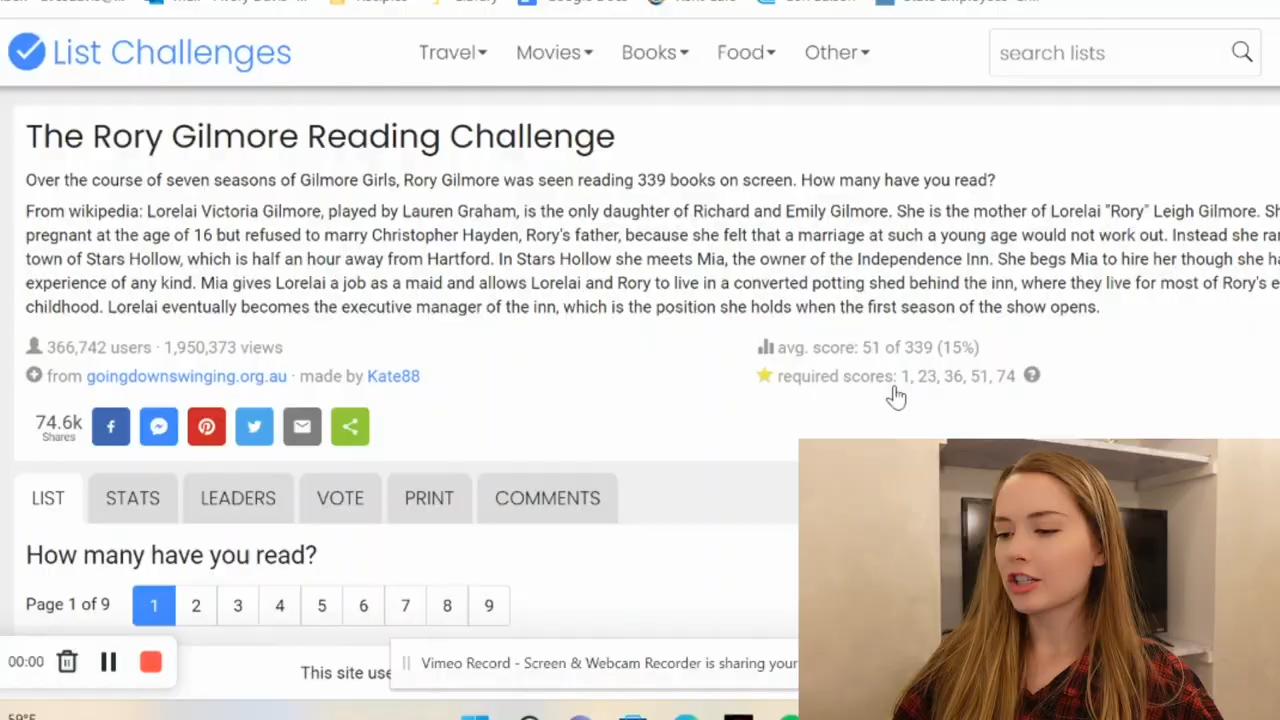 List Challenges
Travel Movies Books Food Other
search lists
The Rory Gilmore Reading Challenge
Over the course of seven seasons of Gilmore Girls, Rory Gilmore was seen reading 339 books on screen. How many have you read?
From wikipedia: Lorelai Victoria Gilmore, played by Lauren Graham, is the only daughter of Richard and Emily Gilmore. She is the mother of Lorelai "Rory" Leigh Gilmore.
pregnant at the age of 16 but refused to marry Christopher Hayden, Rory's father, because she felt that a marriage at such a young age would not work out. Instead she
town of Stars Hollow, which is half an hour away from Hartford. In Stars Hollow she meets Mia, the owner of the Independence Inn. She begs Mia to hire her though she
experience of any kind. Mia gives Lorelai a job as a maid and allows Lorelai and Rory to live in a converted potting shed behind the inn, where they live for most of Rory's
childhood. Lorelai eventually becomes the executive manager of the inn, which is the position she holds when the first season of the show opens.
366,742 users · 1,950,373 views
avg. score: 51 of 339 (15%)
from goingdownswinging.org.au · made by Kate88
required scores: 1, 23, 36, 51, 74
74.6k
Shares
LIST STATS LEADERS VOTE PRINT COMMENTS
How many have you read?
Page 1 of 9 1 2 3 4 5 6 7 8 9
00:00
This site use
Vimeo Record - Screen & Webcam Recorder is sharing your